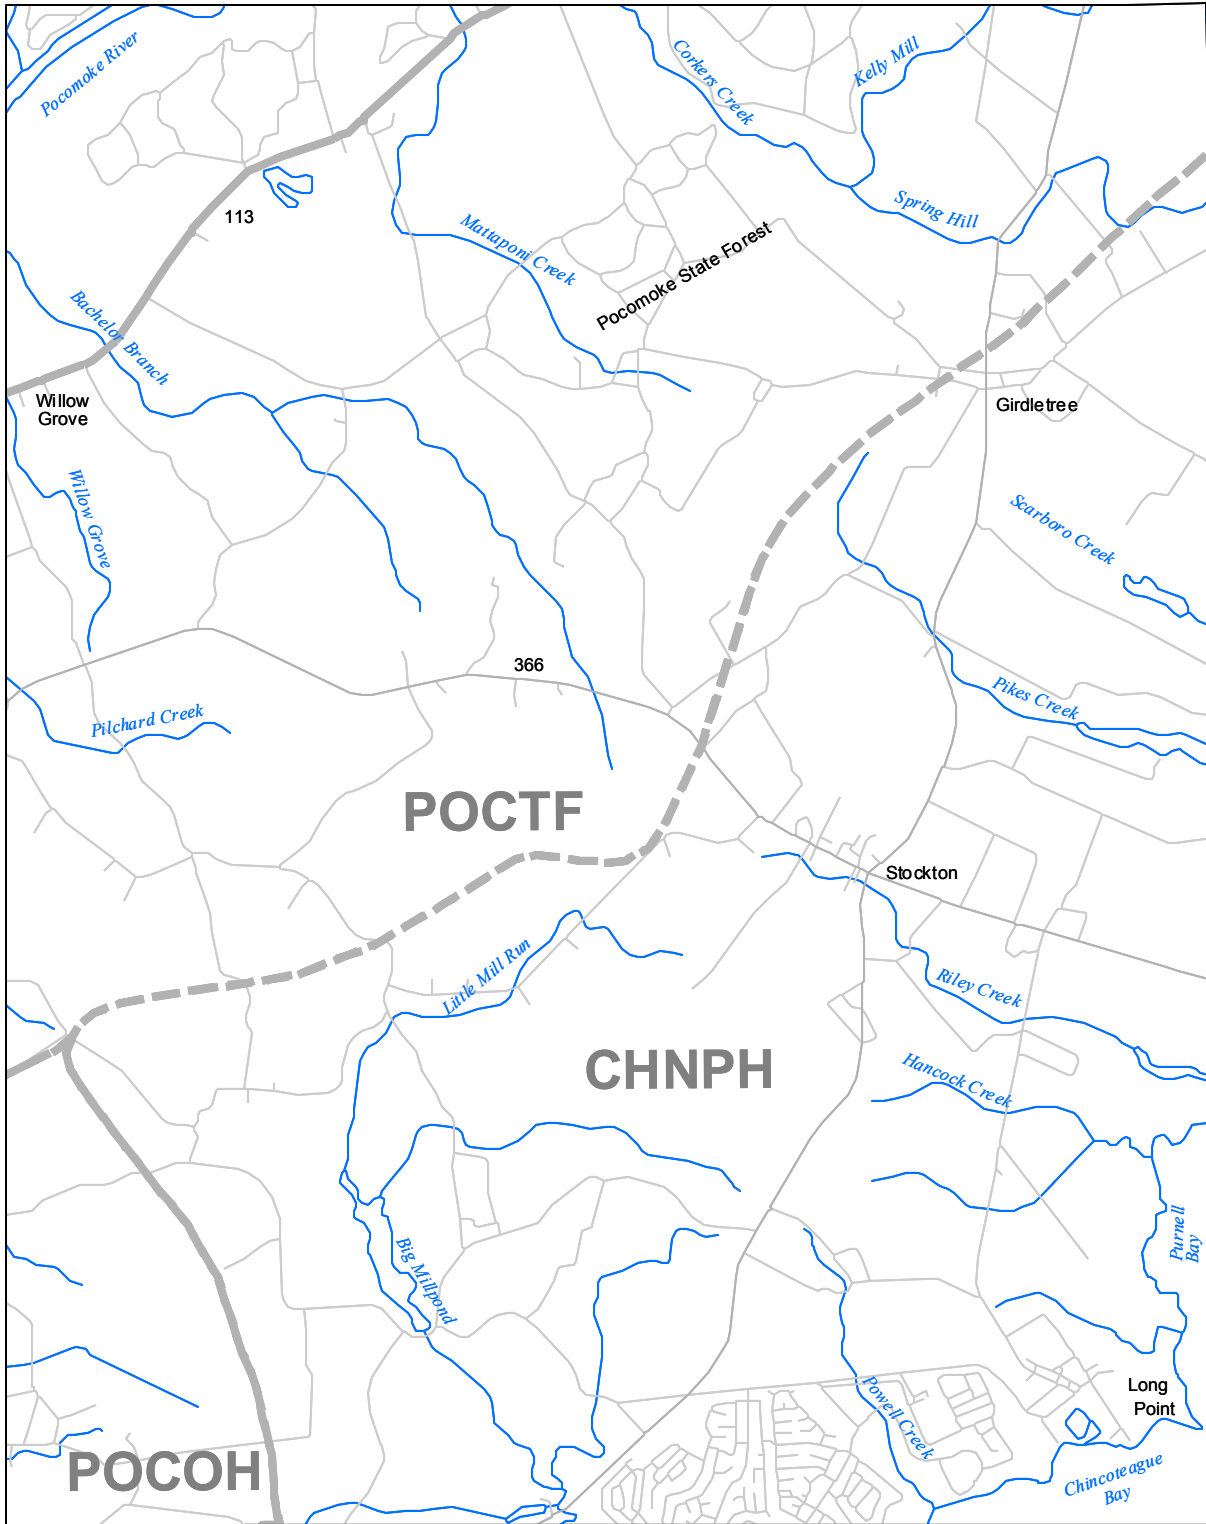 Pocomoke River
Corkers Creek
Kelly Mill
113
Mattaponi Creek
Spring Hill
Pocomoke State Forest
Bachelor Branch
Willow
Grove
Girdletree
Willow Grove
Scarboro Creek
366
Pikes Creek
Pilchard Creek
POCTF
Stockton
Little Mill Run
Riley Creek
CHNPH
Hancock Creek
Purnell
Bay
Big Millpond
Long
Point
Powell Creek
POCOH
Chincoteague
Bay